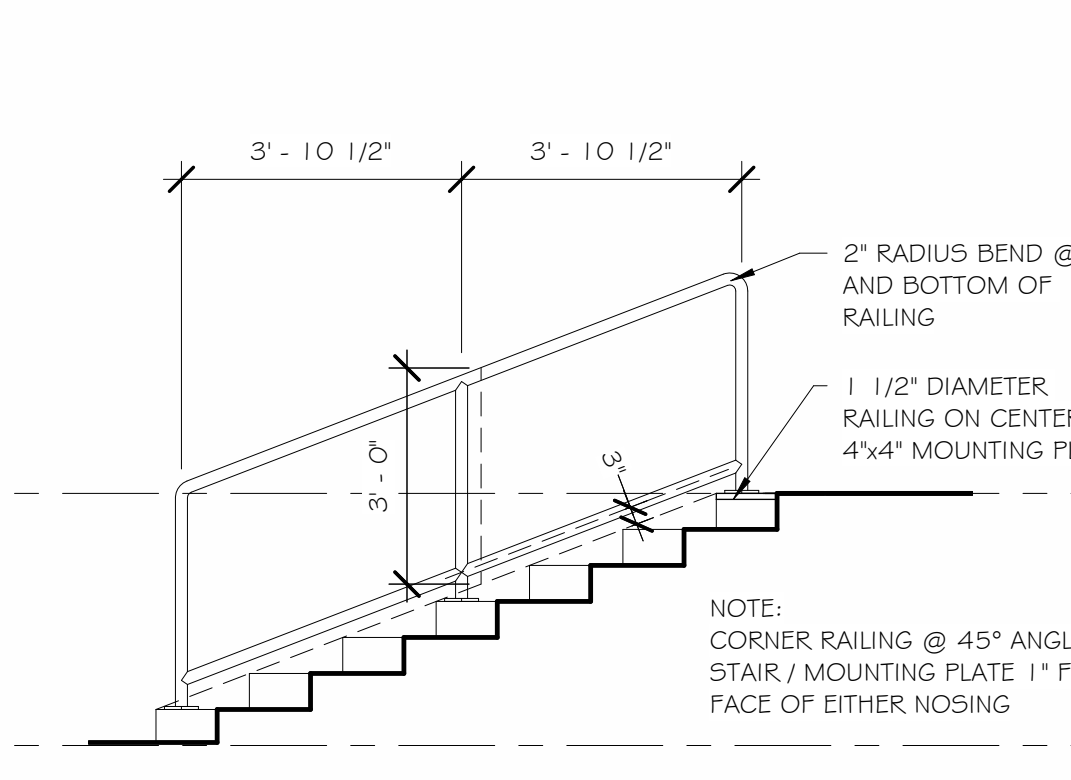 3' - 10 1/2"
3' - 10 1/2"
2" RADIUS BEND @
AND BOTTOM OF
RAILING
1 1/2" DIAMETER
RAILING ON CENTER
4"x4" MOUNTING PL
3' - 0"
3"
NOTE:
CORNER RAILING @ 45° ANGL
STAIR / MOUNTING PLATE 1" F
FACE OF EITHER NOSING